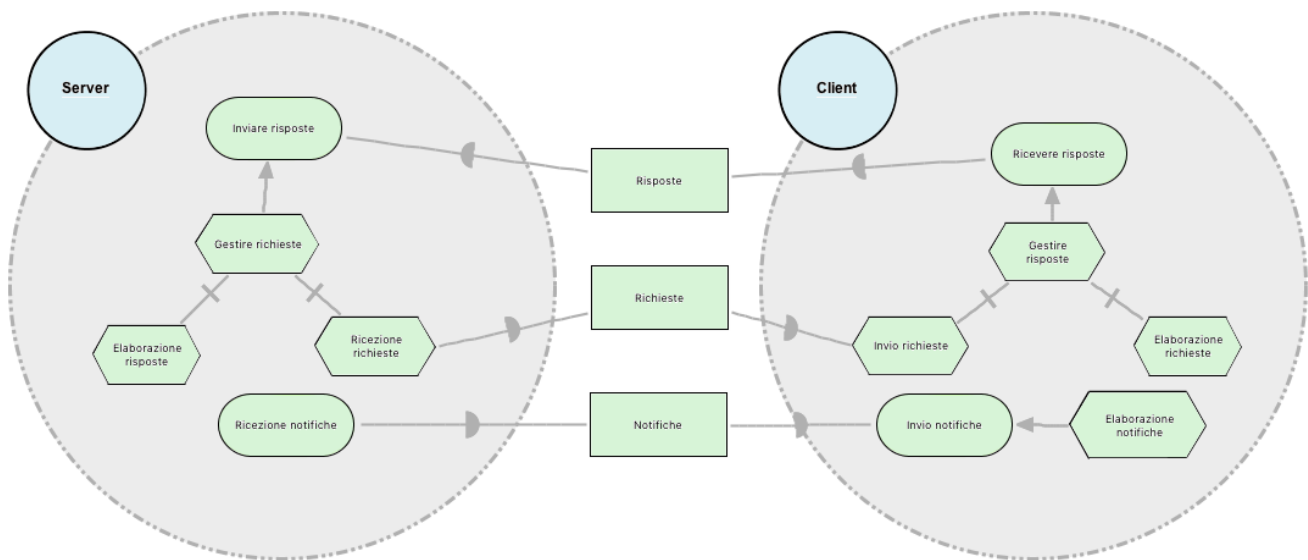 Server
Inviare risposte
Gestire richieste
Elaborazione
risposte
Ricezione
richieste
Ricezione notifiche
Risposte
Richieste
Notifiche
Client
Ricevere risposte
Gestire
risposte
Invio richieste
Elaborazione
richieste
Invio notifiche
Elaborazione
notifiche